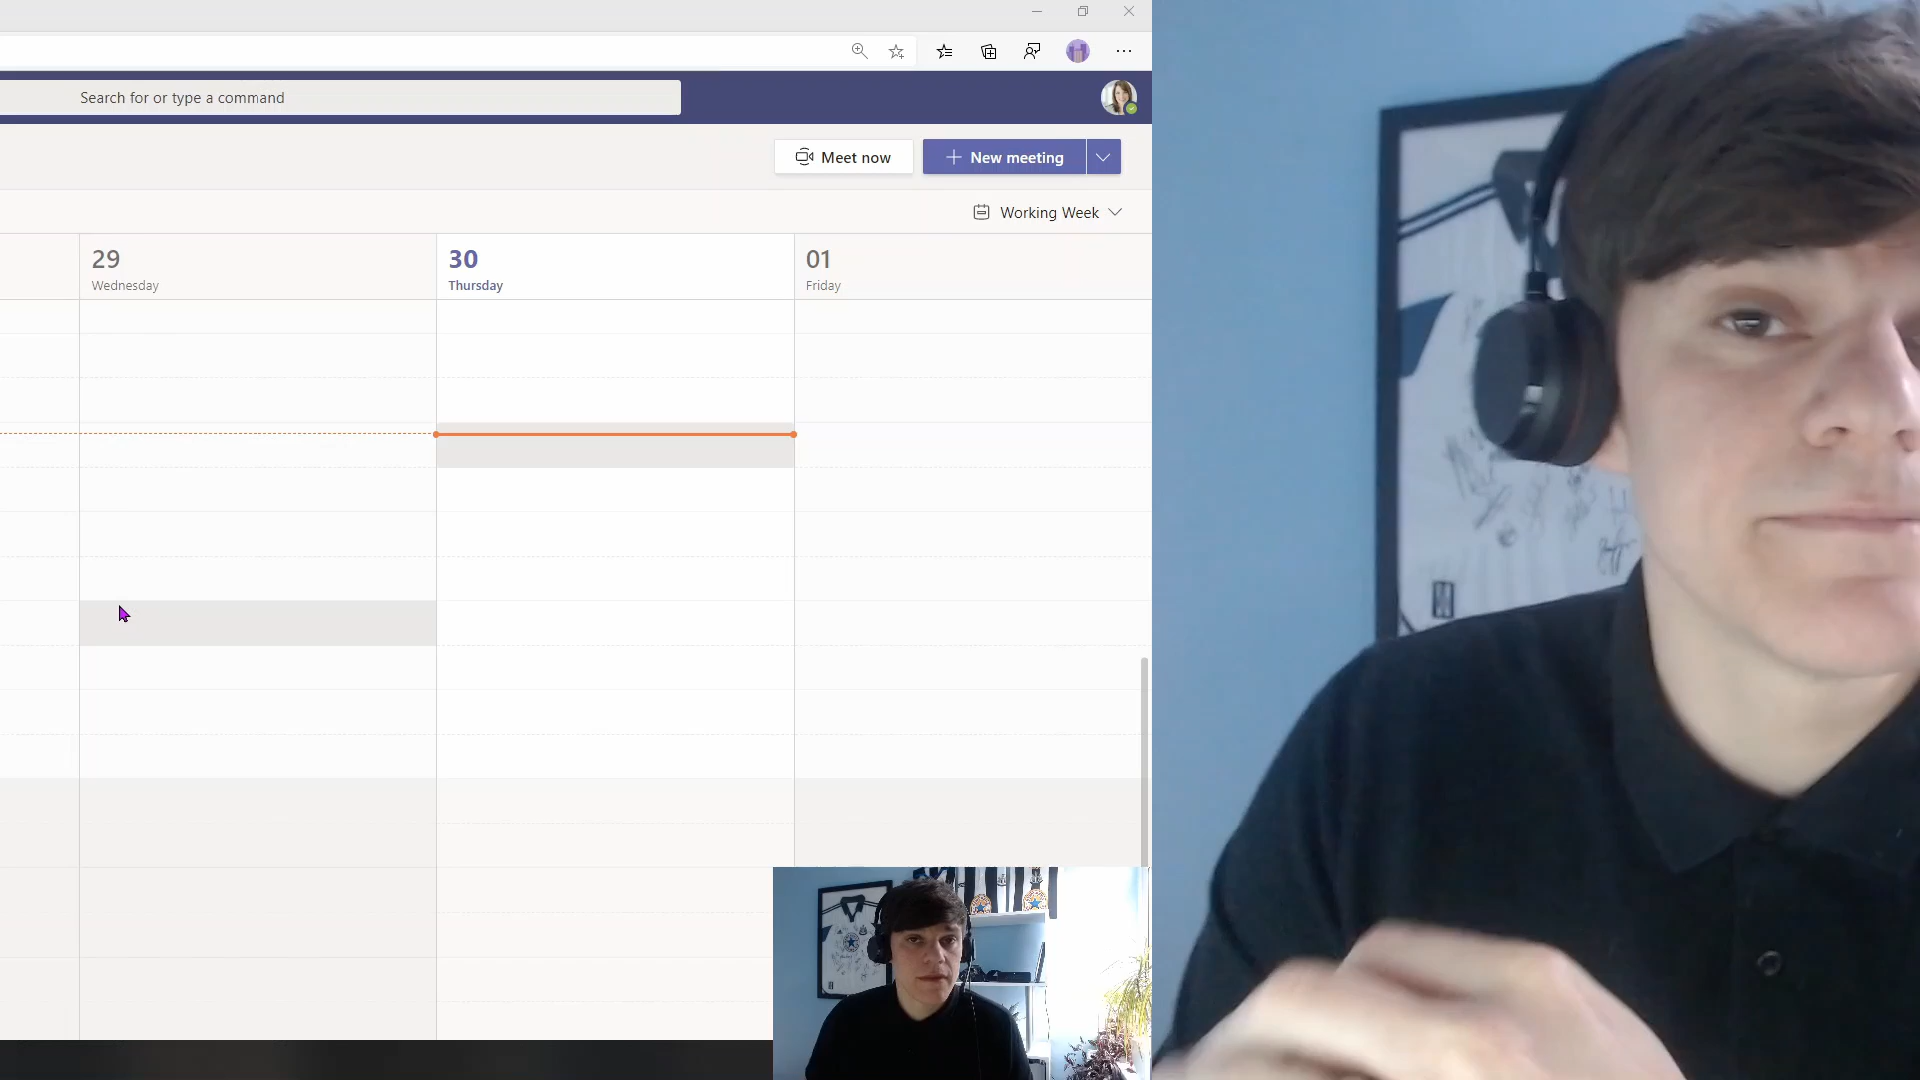 Search for or type a command
Meet now
New meeting
Working Week
29
Wednesday
30
Thursday
01
Friday